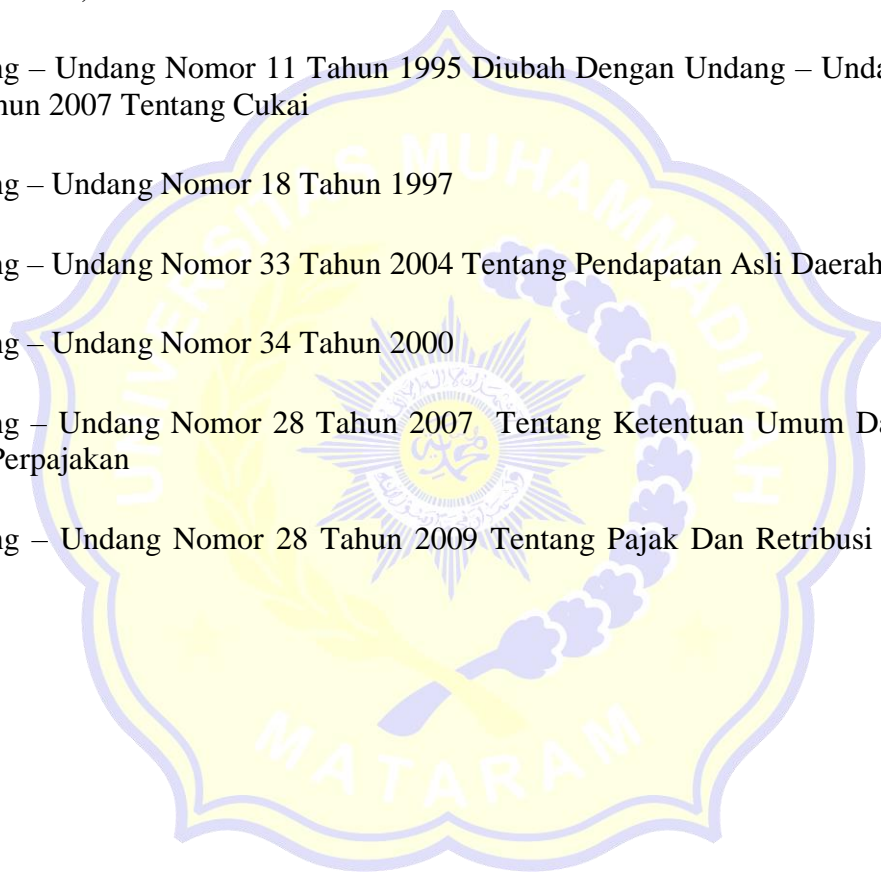 ng – Undang Nomor 11 Tahun 1995 Diubah Dengan Undang – Unda
hun 2007 Tentang Cukai
ng – Undang Nomor 18 Tahun 1997
ng – Undang Nomor 33 Tahun 2004 Tentang Pendapatan Asli Daerah
ng – Undang Nomor 34 Tahun 2000
ng – Undang Nomor 28 Tahun 2007 Tentang Ketentuan Umum Da
Perpajakan
ng – Undang Nomor 28 Tahun 2009 Tentang Pajak Dan Retribusi
UNIVERSITAS MUHAMMADIYAH
MATARAM